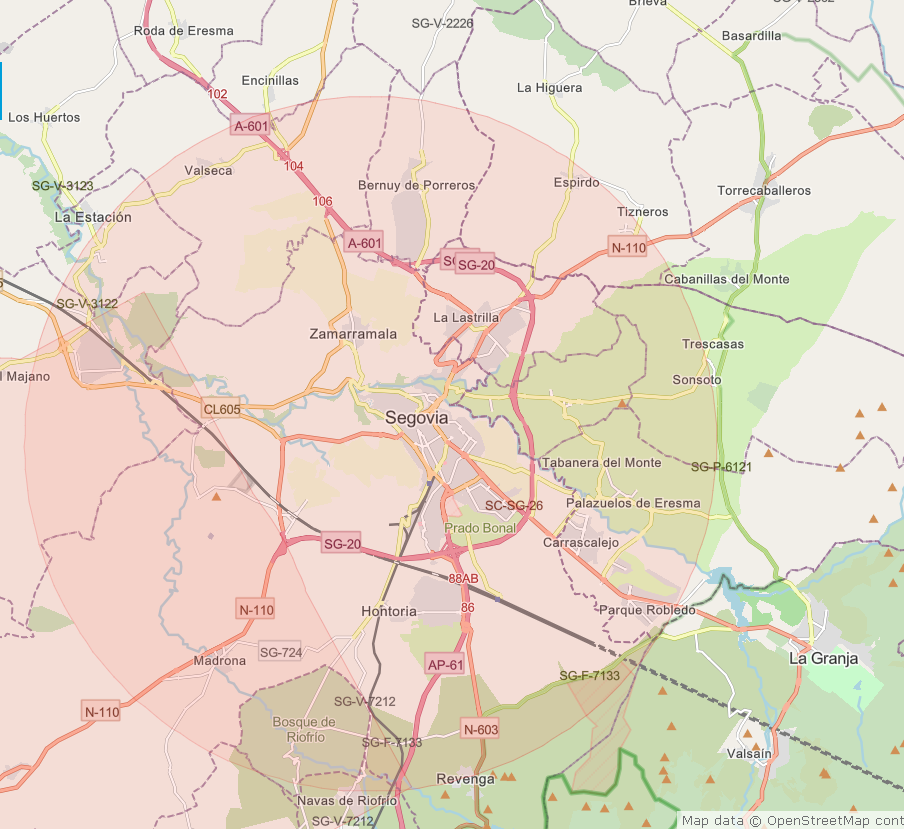 Brieva
SG-V-2226
Roda de Eresma
Basardilla
Encinillas
La Higuera
102
Los Huertos
A-601
104
Valseca
SG-V-3123
Bernuy de Porreros
Espirdo
Torrecaballeros
106
Tizneros
La Estación
A-601
N-110
SG-20
Cabanillas del Monte
SG-V-3122
La Lastrilla
Zamarramala
Trescasas
l Majano
Sonsoto
CL605
Segovia
Tabanera del Monte
SG-P-6121
SC-SG-26
Palazuelos de Eresma
Prado Bonal
SG-20
Carrascalejo
88AB
N-110
86
Hontoria
Parque Robledo
SG-724
Madrona
La Granja
AP-61
SG-F-7133
SG-V-7212
N-110
Bosque de
Riofrío
N-603
SG-F-7133
Valsaín
Revenga
Navas de Riofrío
SG-V-7212
Map data © OpenStreetMap cont